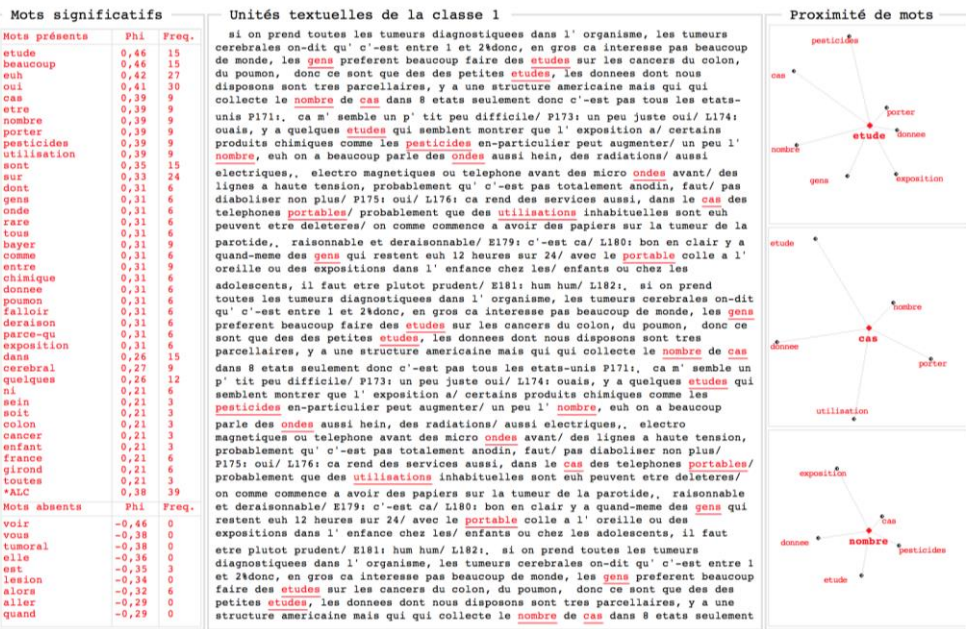 Mots significatifs
Mots présents Phi Freq.
etude 0,46 15
beaucoup 0,46 15
euh 0,42 27
oui 0,41 30
cas 0,39 9
etre 0,39 9
nombre 0,39 9
porter 0,39 9
pesticides 0,39 9
utilisation 0,39 9
sont 0,35 15
sur 0,33 24
dont 0,31 6
gens 0,31 6
onde 0,31 6
rare 0,31 6
tous 0,31 6
bayer 0,31 9
comme 0,31 6
entre 0,31 9
chimique 0,31 6
donnee 0,31 6
poumon 0,31 6
falloir 0,31 6
deraison 0,31 6
parce-qu 0,31 6
exposition 0,31 6
dans 0,26 15
cerebral 0,27 9
quelques 0,26 12
ni 0,21 6
sein 0,21 3
soit 0,21 3
colon 0,21 3
cancer 0,21 3
enfant 0,21 3
france 0,21 6
girond 0,21 6
toutes 0,21 3
*ALC 0,38 39
Mots absents Phi Freq.
voir -0,46 0
vous -0,38 0
tumoral -0,38 0
elle -0,36 0
est -0,35 3
lesion -0,34 0
alors -0,32 6
aller -0,29 0
quand -0,29 0
Unités textuelles de la classe 1
si on prend toutes les tumeurs diagnostiquees dans l' organisme, les tumeurs
cerebrales on-dit qu' c'-est entre 1 et 2%donc, en gros ca interesse pas beaucoup
de monde, les gens preferent beaucoup faire des etudes sur les cancers du colon,
du poumon, donc ce sont que des des petites etudes, les donnees dont nous
disposons sont tres parcellaires, y a une structure americaine mais qui qui
collecte le nombre de cas dans 8 etats seulement donc c'-est pas tous les etats-
unis P171:. ca m' semble un p' tit peu difficile/ P173: un peu juste oui/ L174:
ouais, y a quelques etudes qui semblent montrer que l' exposition a/ certains
produits chimiques comme les pesticides en-particulier peut augmenter/ un peu l'
nombre, euh on a beaucoup parle des ondes aussi hein, des radiations/ aussi
electriques,. electro magnetiques ou telephone avant des micro ondes avant/ des
lignes a haute tension, probablement qu' c'-est pas totalement anodin, faut/ pas
diaboliser non plus/ P175: oui/ L176: ca rend des services aussi, dans le cas des
telephones portables/ probablement que des utilisations inhabituelles sont euh
peuvent etre deleteres/ on comme commence a avoir des papiers sur la tumeur de la
parotide,. raisonnable et deraisonnable/ E179: c'-est ca/ L180: bon en clair y a
quand-meme des gens qui restent euh 12 heures sur 24/ avec le portable colle a l'
oreille ou des expositions dans l' enfance chez les/ enfants ou chez les
adolescents, il faut etre plutot prudent/ E181: hum hum/ L182:. si on prend
toutes les tumeurs diagnostiquees dans l' organisme, les tumeurs cerebrales on-dit
qu' c'-est entre 1 et 2%donc, en gros ca interesse pas beaucoup de monde, les gens
preferent beaucoup faire des etudes sur les cancers du colon, du poumon, donc ce
sont que des des petites etudes, les donnees dont nous disposons sont tres
parcellaires, y a une structure americaine mais qui qui collecte le nombre de cas
dans 8 etats seulement donc c'-est pas tous les etats-unis P171:. ca m' semble un
p' tit peu difficile/ P173: un peu juste oui/ L174: ouais, y a quelques etudes qui
semblent montrer que l' exposition a/ certains produits chimiques comme les
pesticides en-particulier peut augmenter/ un peu l' nombre, euh on a beaucoup
parle des ondes aussi hein, des radiations/ aussi electriques,. electro
magnetiques ou telephone avant des micro ondes avant/ des lignes a haute tension,
probablement qu' c'-est pas totalement anodin, faut/ pas diaboliser non plus/
P175: oui/ L176: ca rend des services aussi, dans le cas des telephones portables/
probablement que des utilisations inhabituelles sont euh peuvent etre deleteres/
on comme commence a avoir des papiers sur la tumeur de la parotide,. raisonnable
et deraisonnable/ E179: c'-est ca/ L180: bon en clair y a quand-meme des gens qui
restent euh 12 heures sur 24/ avec le portable colle a l' oreille ou des
expositions dans l' enfance chez les/ enfants ou chez les adolescents, il faut
etre plutot prudent/ E181: hum hum/ L182:. si on prend toutes les tumeurs
diagnostiquees dans l' organisme, les tumeurs cerebrales on-dit qu' c'-est entre 1
et 2%donc, en gros ca interesse pas beaucoup de monde, les gens preferent beaucoup
faire des etudes sur les cancers du colon, du poumon, donc ce sont que des des
petites etudes, les donnees dont nous disposons sont tres parcellaires, y a une
structure americaine mais qui qui collecte le nombre de cas dans 8 etats seulement
Proximité de mots
pesticides
cas
porter
etude
donnee
nombre
gens
exposition
etude
nombre
cas
donnee
porter
utilisation
exposition
cas
nombre
donnee
pesticides
etude